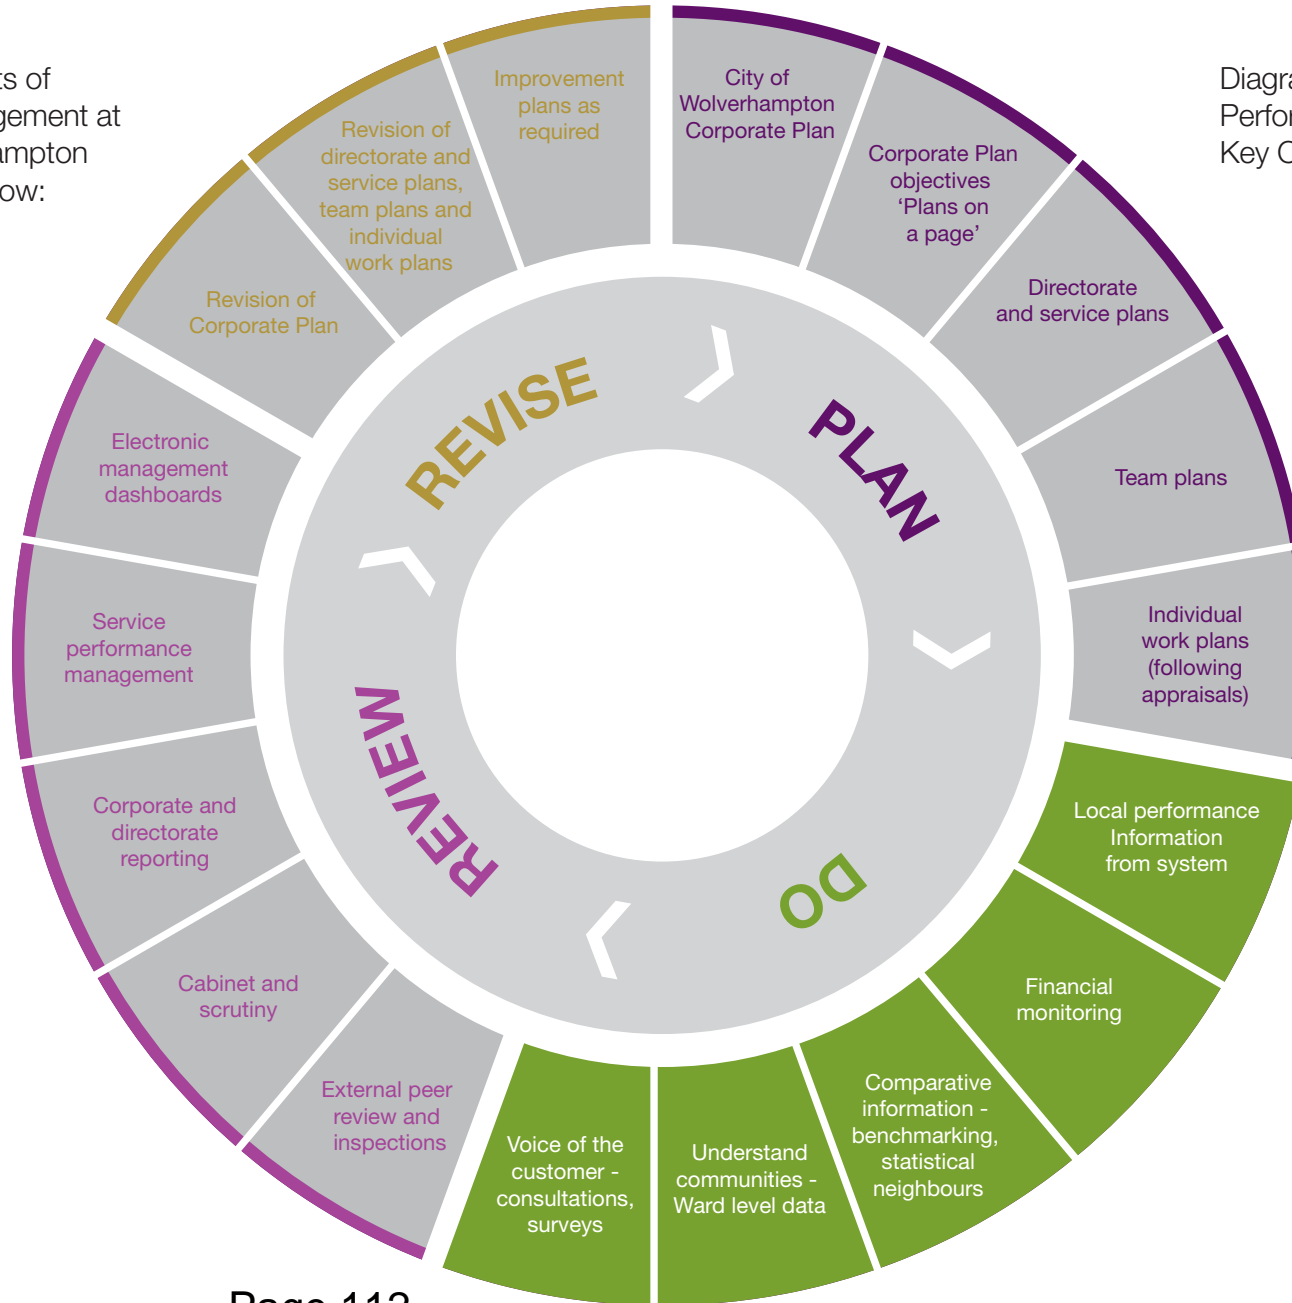 ts of
gement at
ampton
ow:
Diagra
Perfor
Key C
City of
Wolverhampton
Corporate Plan
Corporate Plan
objectives
‘Plans on
a page’
Directorate
and service plans
Team plans
Individual
work plans
(following
appraisals)
Local performance
Information
from system
Financial
monitoring
Comparative
information -
benchmarking,
statistical
neighbours
Understand
communities -
Ward level data
Voice of the
customer -
consultations,
surveys
External peer
review and
inspections
Cabinet and
scrutiny
Corporate and
directorate
reporting
Service
performance
management
Electronic
management
dashboards
Revision of
Corporate Plan
Revision of
directorate and
service plans,
team plans and
individual
work plans
Improvement
plans as
required
PLAN
DO
REVIEW
REVISE
Page 112